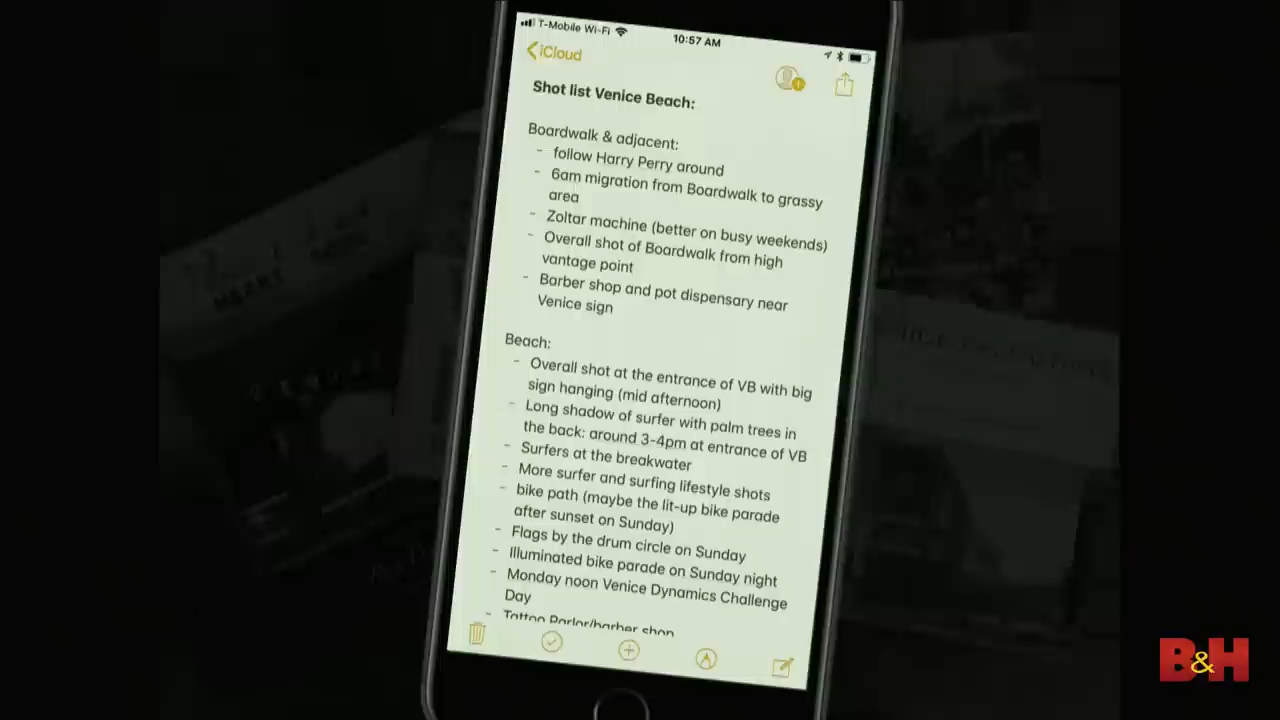 T-Mobile Wi-Fi
10:57 AM
iCloud
Shot list Venice Beach:
Boardwalk & adjacent:
- follow Harry Perry around
- 6am migration from Boardwalk to grassy
area
- Zoltar machine (better on busy weekends)
- Overall shot of Boardwalk from high
vantage point
- Barber shop and pot dispensary near
Venice sign
Beach:
- Overall shot at the entrance of VB with big
sign hanging (mid afternoon)
- Long shadow of surfer with palm trees in
the back: around 3-4pm at entrance of VB
- Surfers at the breakwater
- More surfer and surfing lifestyle shots
- bike path (maybe the lit-up bike parade
after sunset on Sunday)
- Flags by the drum circle on Sunday
- Illuminated bike parade on Sunday night
- Monday noon Venice Dynamics Challenge
Day
- Tattoo Parlor/barber shop
B&H